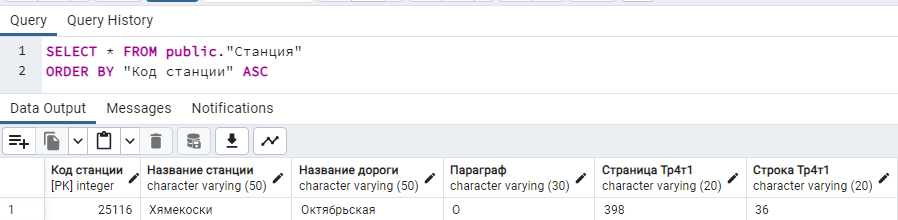 Query Query History
1 SELECT * FROM public."Станция"
2 ORDER BY "Код станции" ASC
Data Output Messages Notifications
Код станции Название станции Название дороги Параграф Страница Тр4т1 Строка Тр4т1
[PK] integer character varying (50) character varying (50) character varying (30) character varying (20) character varying (20)
1 25116 Хямекоски Октябрьская О 398 36